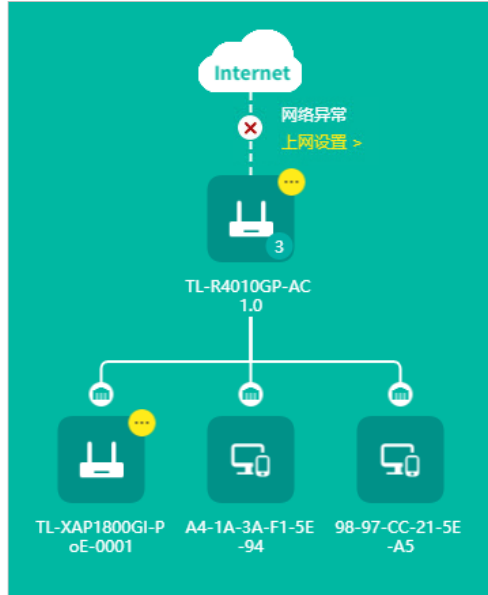 Internet
网络异常
上网设置 >
3
TL-R4010GP-AC
1.0
TL-XAP1800GI-P
oE-0001
A4-1A-3A-F1-5E
-94
98-97-CC-21-5E
-A5